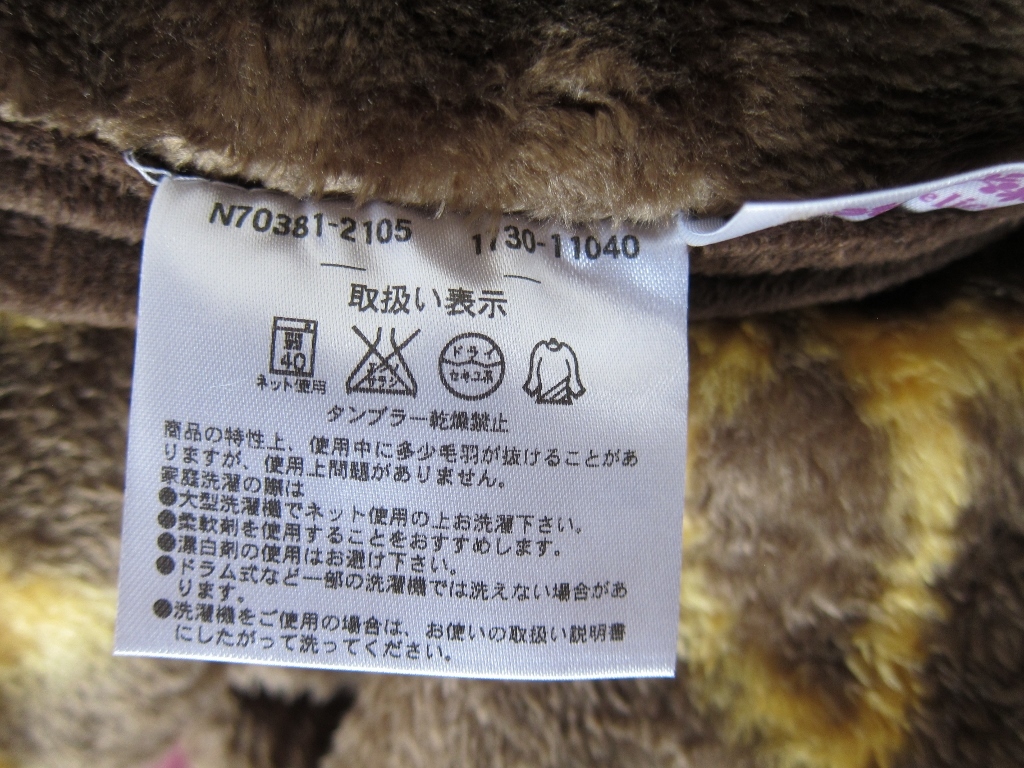 N70381-2105
30-11040
取扱い表示
弱
40
ネット使用
エンソ
サラシ
ドライ
セキユ系
タンブラー乾燥禁止
商品の特性上、使用中に多少毛羽が抜けることがあ
りますが、使用上問題がありません。
家庭洗濯の際は
●大型洗濯機でネット使用の上お洗濯下さい。
●柔軟剤を使用することをおすすめします。
●漂白剤の使用はお避け下さい。
●ドラム式など一部の洗濯機では洗えない場合があ
ります。
●洗濯機をご使用の場合は、お使いの取扱い説明書
にしたがって洗ってください。